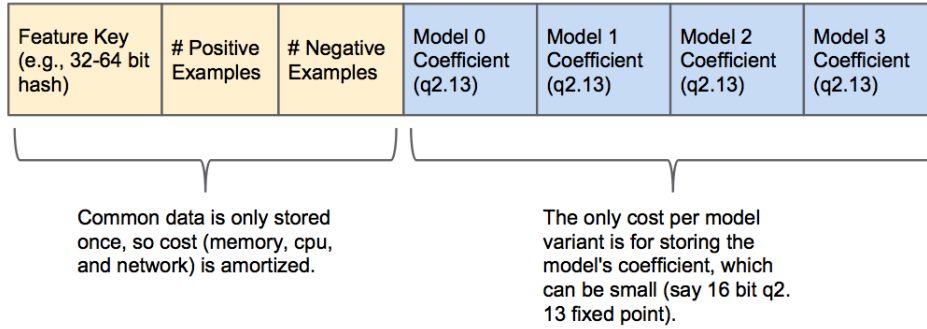 Feature Key
(e.g., 32-64 bit
hash)
# Positive
Examples
# Negative
Examples
Model 0
Coefficient
(q2.13)
Model 1
Coefficient
(q2.13)
Model 2
Coefficient
(q2.13)
Model 3
Coefficient
(q2.13)
Common data is only stored
once, so cost (memory, cpu,
and network) is amortized.
The only cost per model
variant is for storing the
model's coefficient, which
can be small (say 16 bit q2.
13 fixed point).